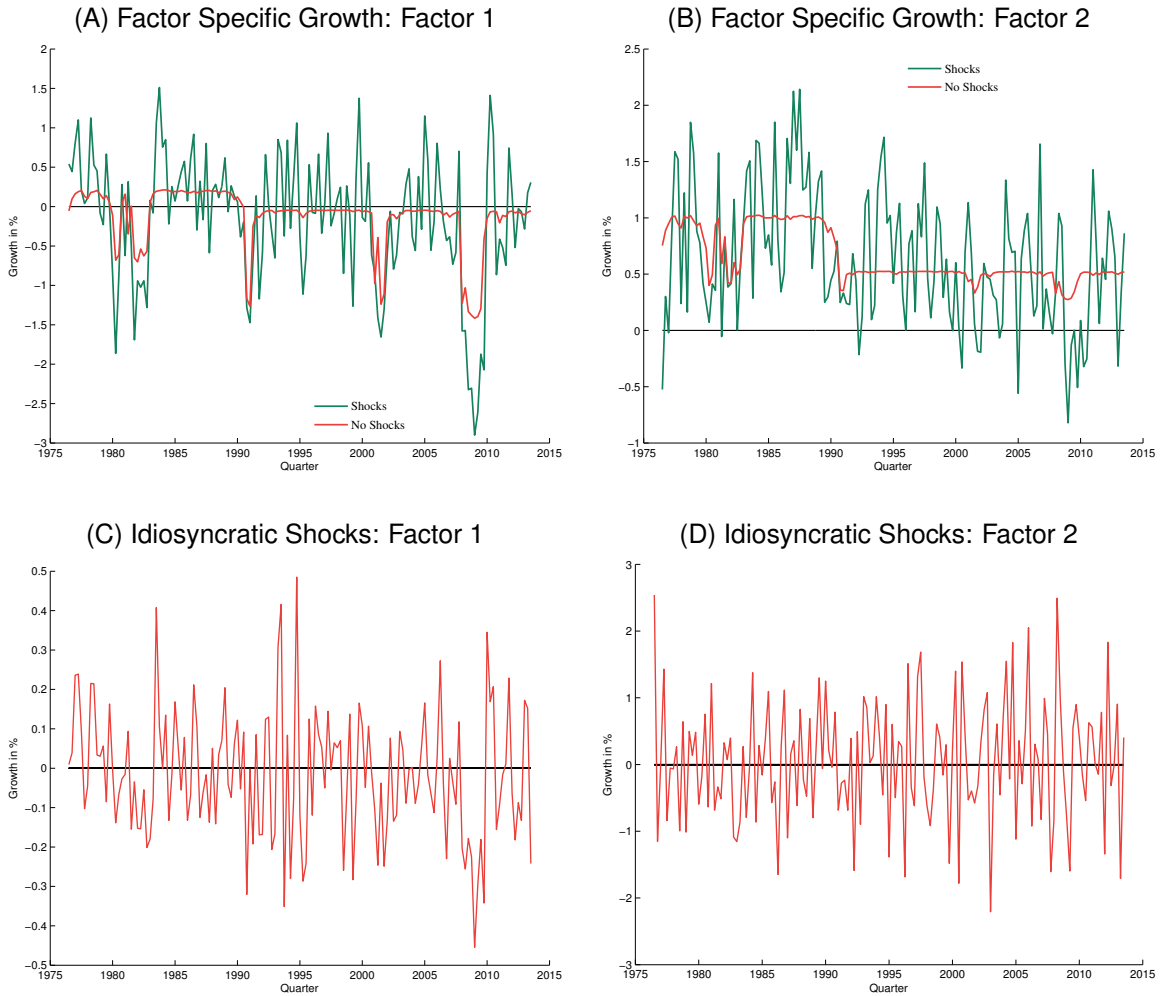 (A) Factor Specific Growth: Factor 1
2
1.5
1
0.5
0
−0.5
−1
−1.5
−2
−2.5
−3
Growth in %
Shocks
No Shocks
1975 1980 1985 1990 1995 2000 2005 2010 2015
Quarter
(B) Factor Specific Growth: Factor 2
2.5
2
1.5
1
0.5
0
−0.5
−1
Growth in %
Shocks
No Shocks
1975 1980 1985 1990 1995 2000 2005 2010 2015
Quarter
(C) Idiosyncratic Shocks: Factor 1
0.5
0.4
0.3
0.2
0.1
0
−0.1
−0.2
−0.3
−0.4
−0.5
Growth in %
1975 1980 1985 1990 1995 2000 2005 2010 2015
Quarter
(D) Idiosyncratic Shocks: Factor 2
3
2
1
0
−1
−2
−3
Growth in %
1975 1980 1985 1990 1995 2000 2005 2010 2015
Quarter